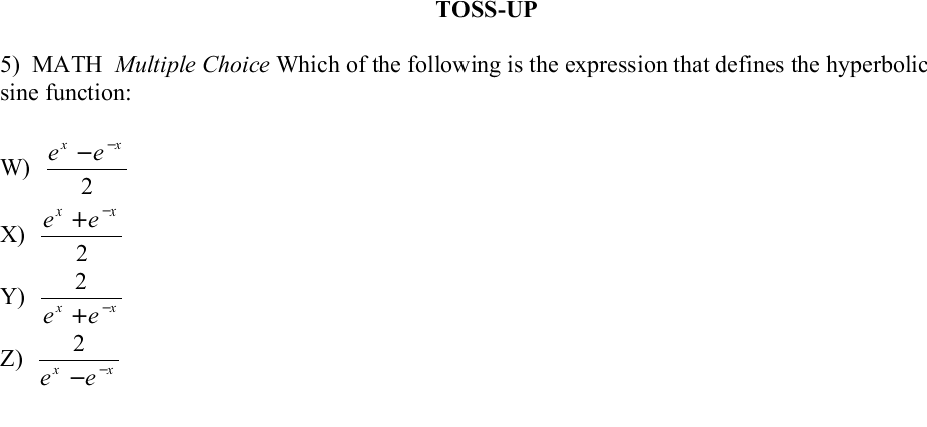 TOSS-UP
5) MATH Multiple Choice Which of the following is the expression that defines the hyperbolic
sine function:
W) \frac{e^x - e^{-x}}{2}
X) \frac{e^x + e^{-x}}{2}
Y) \frac{2}{e^x + e^{-x}}
Z) \frac{2}{e^x - e^{-x}}